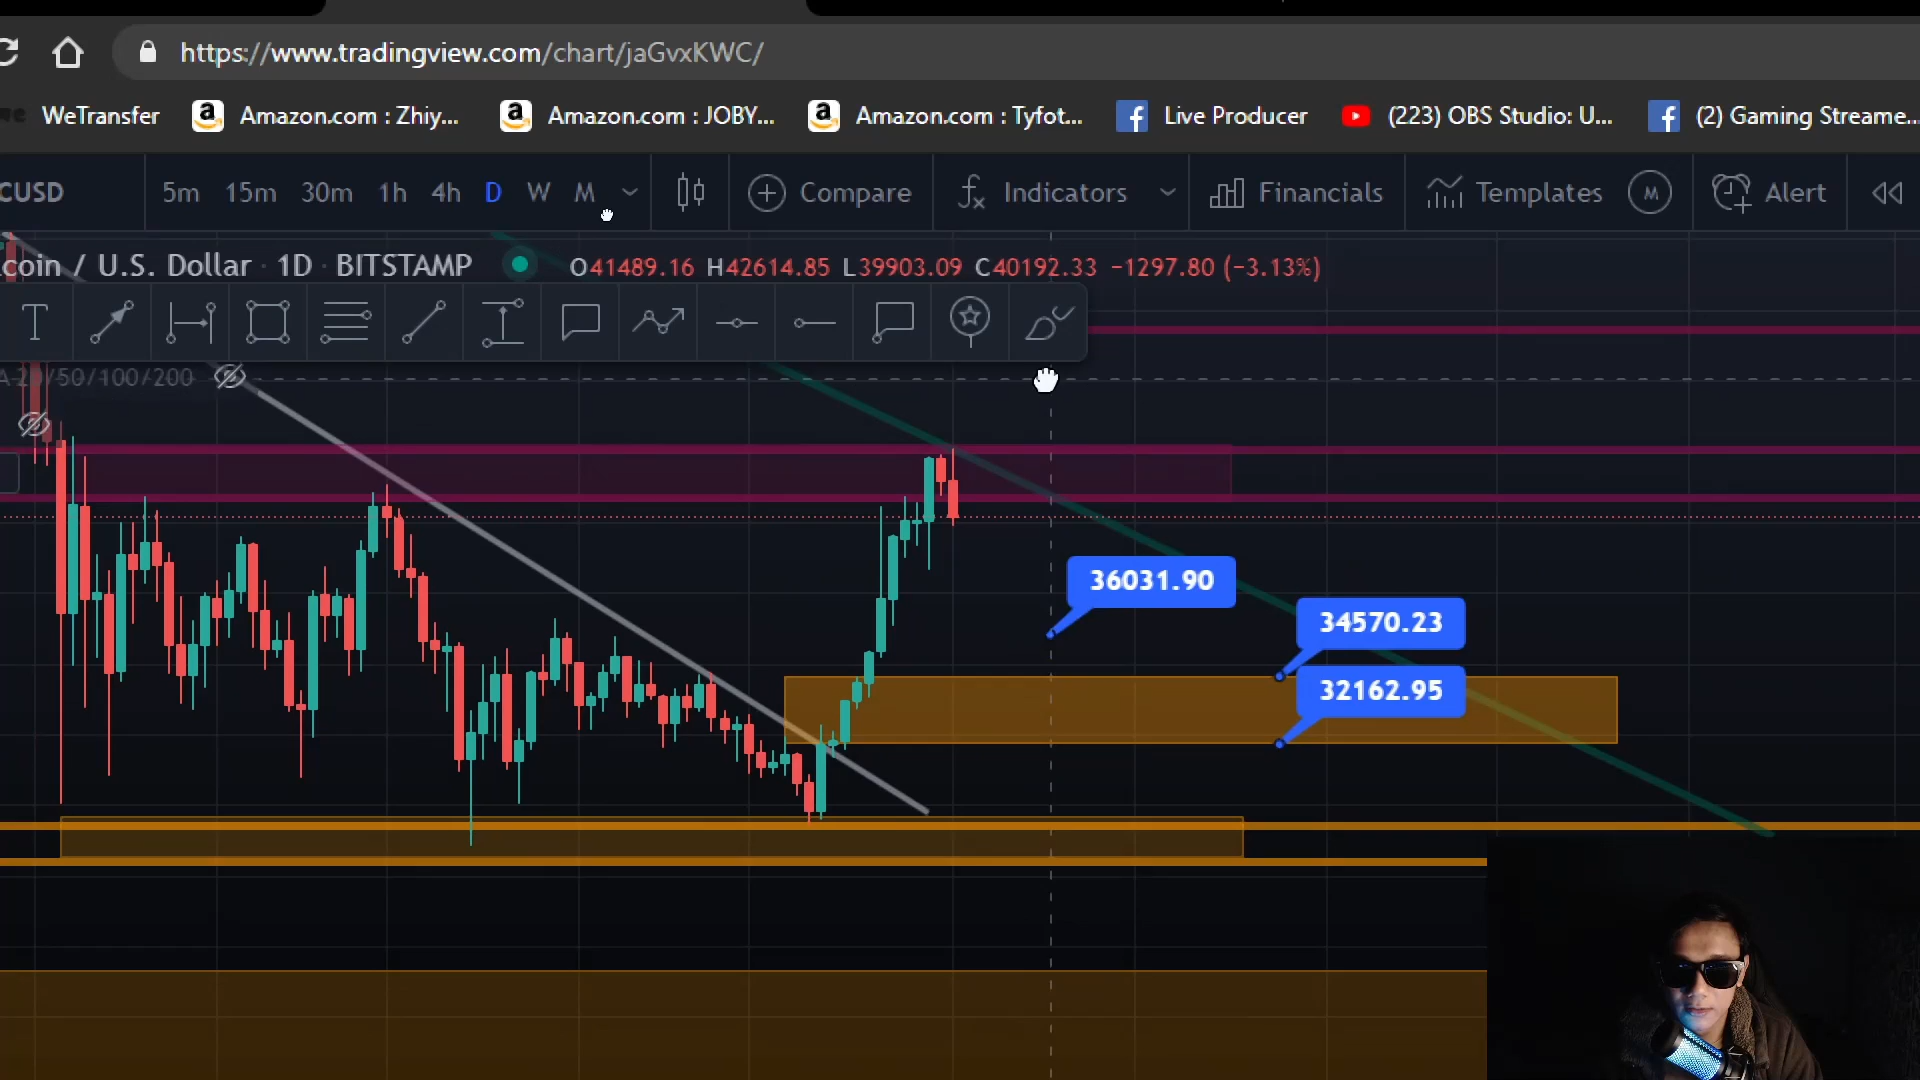 https://www.tradingview.com/chart/jaGvxKWC/
WeTransfer Amazon.com : Zhiy... Amazon.com : JOBY... Amazon.com : Tyfot... Live Producer (223) OBS Studio: U... (2) Gaming Streame...
CUSD 5m 15m 30m 1h 4h D W M Compare Indicators Financials Templates M Alert
coin / U.S. Dollar · 1D · BITSTAMP O41489.16 H42614.85 L39903.09 C40192.33 −1297.80 (−3.13%)
T
A 20/50/100/200
36031.90
34570.23
32162.95